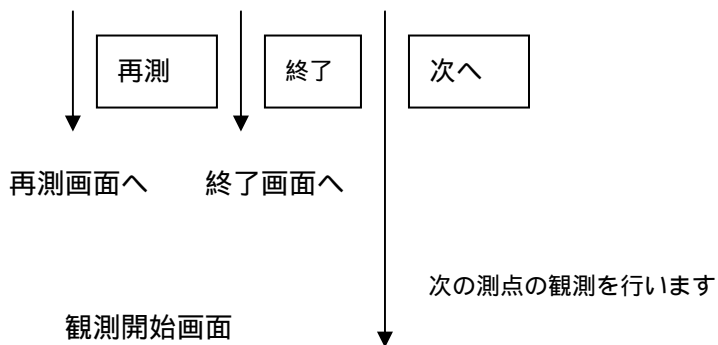 再測
終了
次へ
再測画面へ
終了画面へ
次の測点の観測を行います
観測開始画面